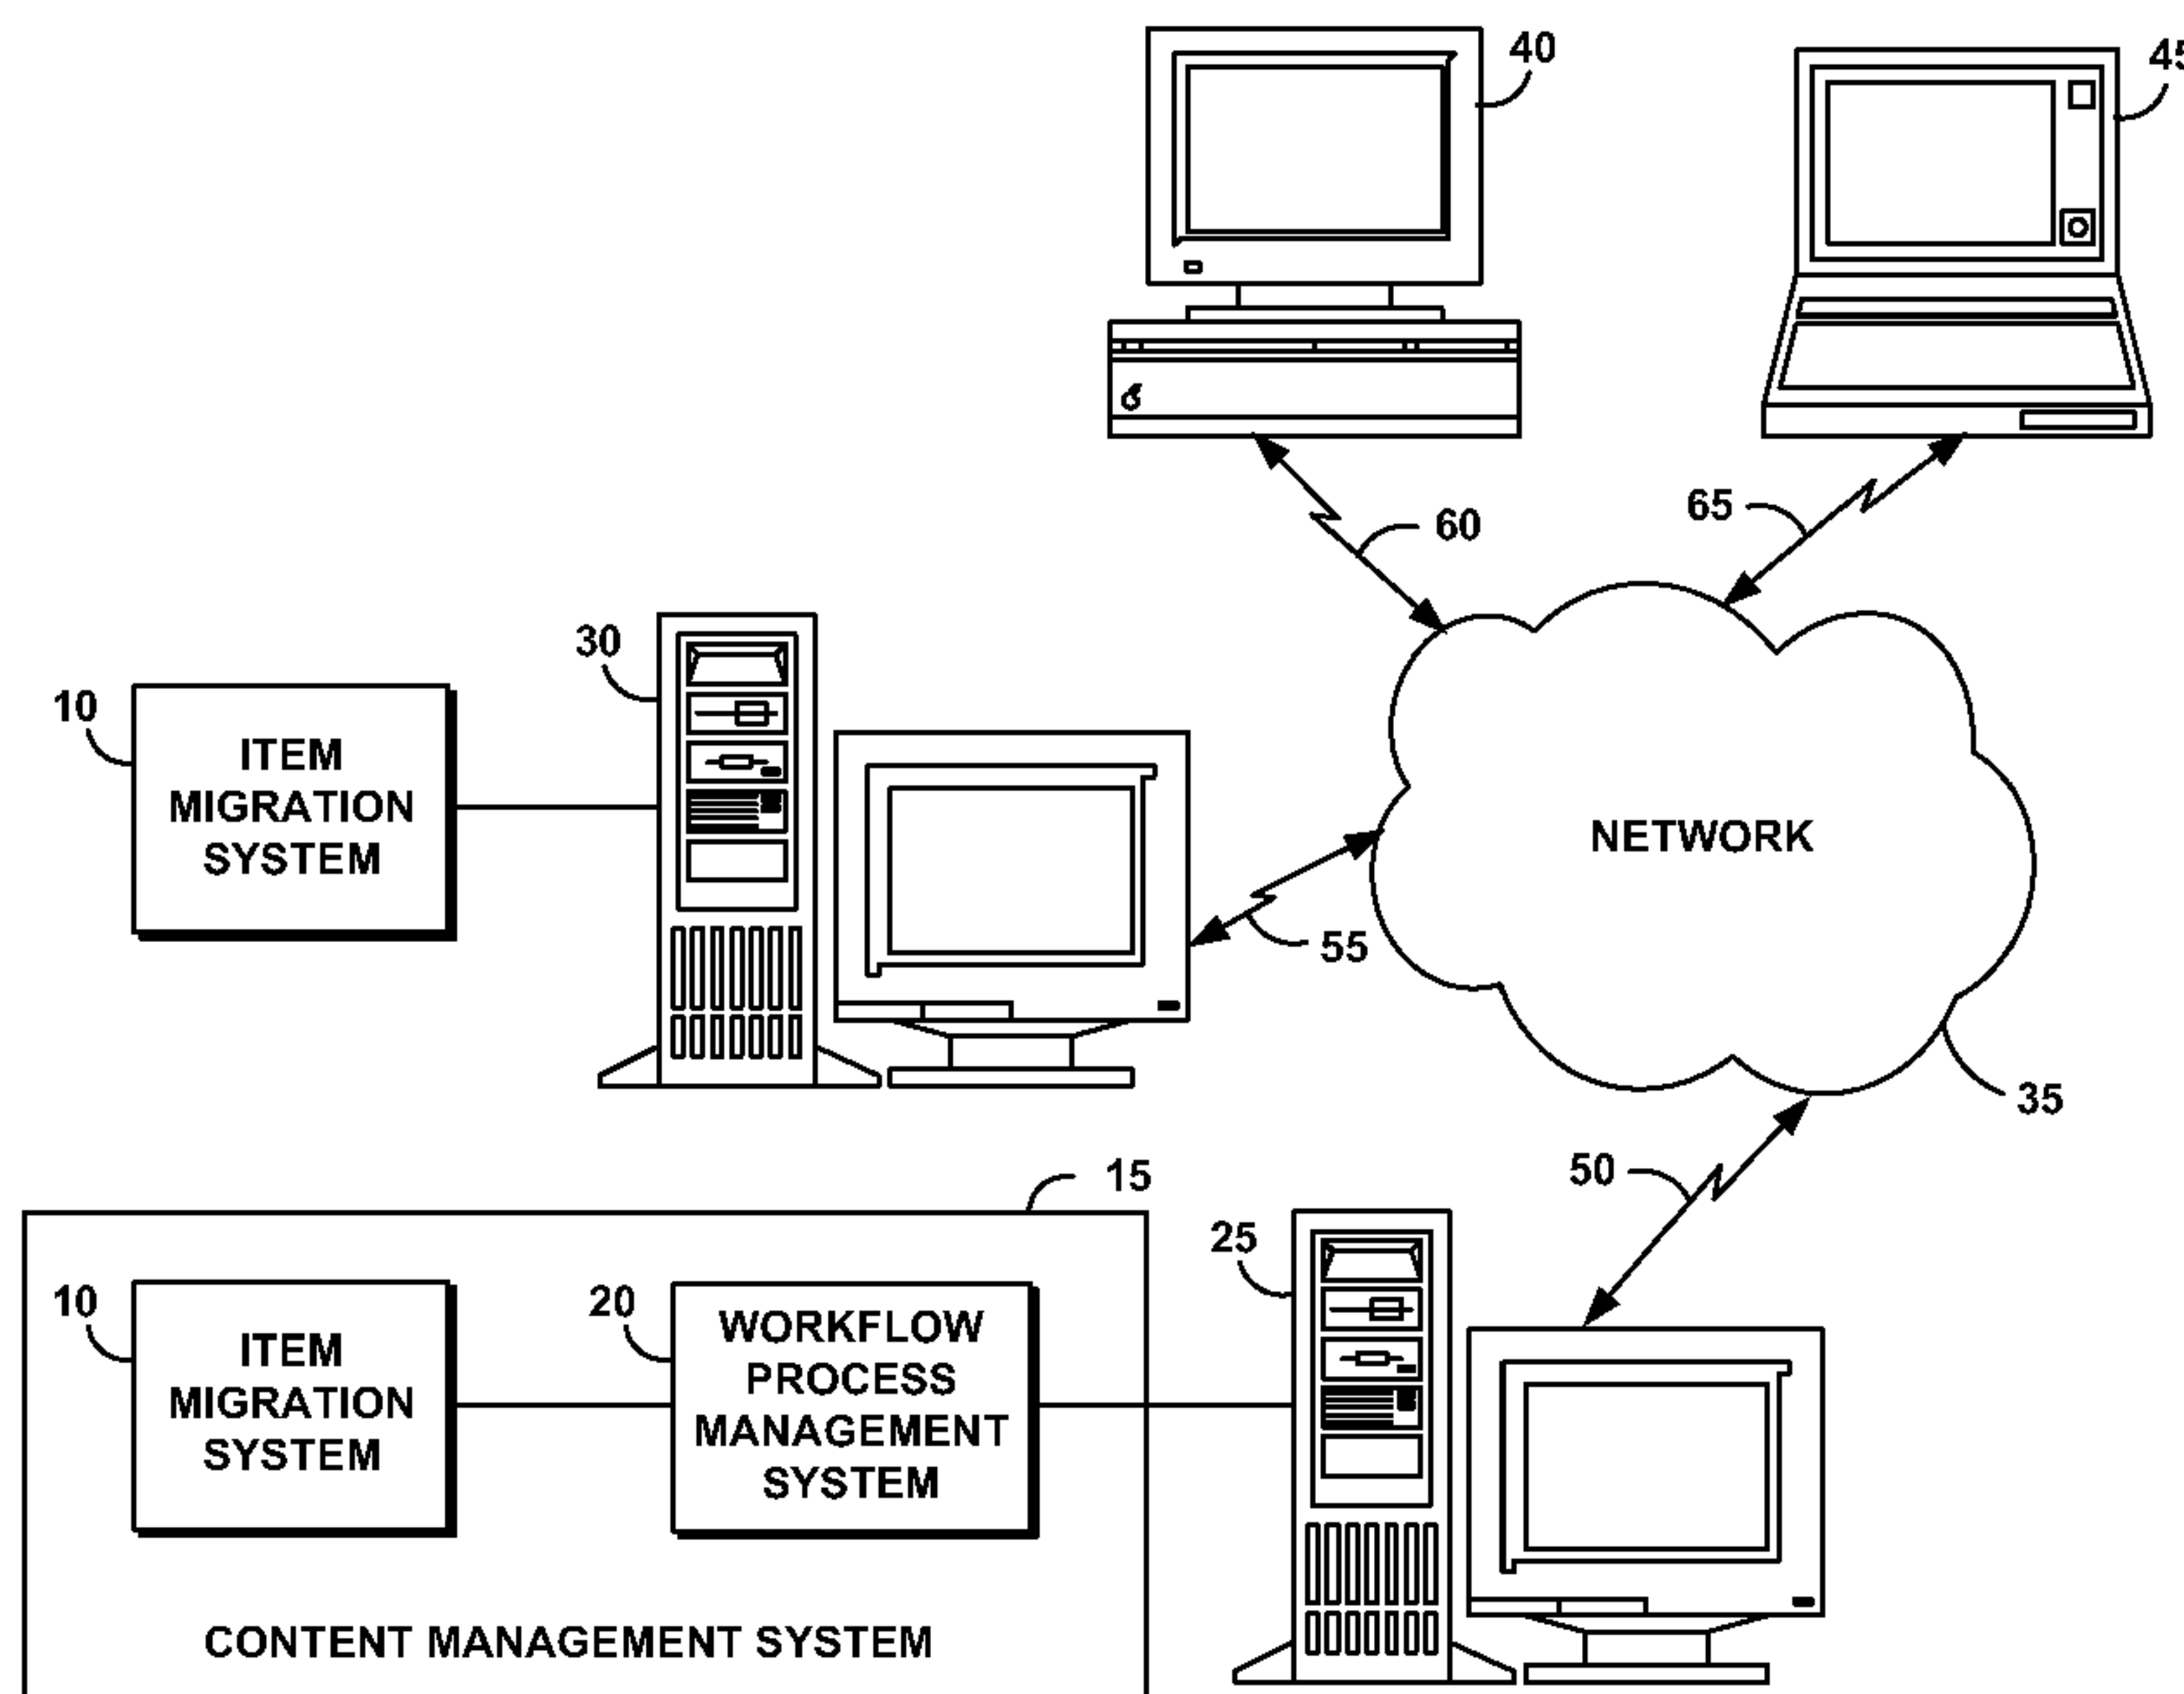 40
45
60
65
30
10
ITEM
MIGRATION
SYSTEM
NETWORK
55
35
15
50
25
10
ITEM
MIGRATION
SYSTEM
20
WORKFLOW
PROCESS
MANAGEMENT
SYSTEM
CONTENT MANAGEMENT SYSTEM